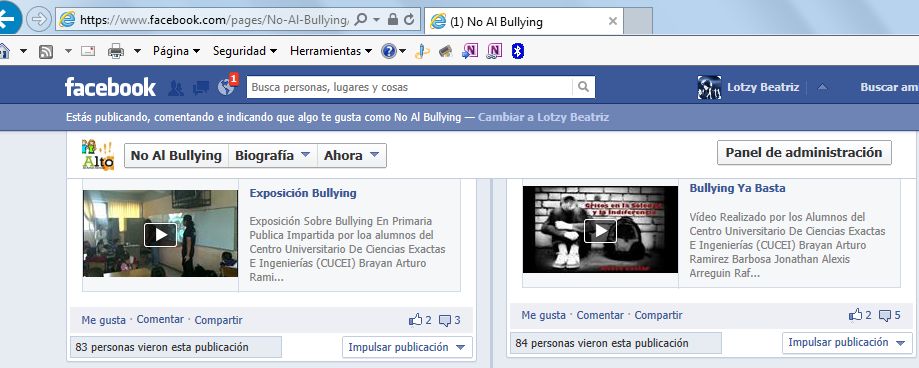 https://www.facebook.com/pages/No-Al-Bullying/
(1) No Al Bullying
Página Seguridad Herramientas
facebook
1
Busca personas, lugares y cosas
Lotzy Beatriz
Buscar am
Estás publicando, comentando e indicando que algo te gusta como No Al Bullying — Cambiar a Lotzy Beatriz
Alto
No Al Bullying
Biografía
Ahora
Panel de administración
Exposición Bullying
Exposición Sobre Bullying En Primaria
Publica Impartida por loa alumnos del
Centro Universitario De Ciencias Exactas
E Ingenierías (CUCEI) Brayan Arturo
Rami...
Me gusta · Comentar · Compartir
2 3
83 personas vieron esta publicación
Impulsar publicación
Gritos en la Soledad
y la Indiferencia
Bullying Ya Basta
Vídeo Realizado por los Alumnos del
Centro Universitario De Ciencias Exactas
E Ingenierías (CUCEI) Brayan Arturo
Ramirez Barbosa Jonathan Alexis
Arreguin Raf...
Me gusta · Comentar · Compartir
2 5
84 personas vieron esta publicación
Impulsar publicación